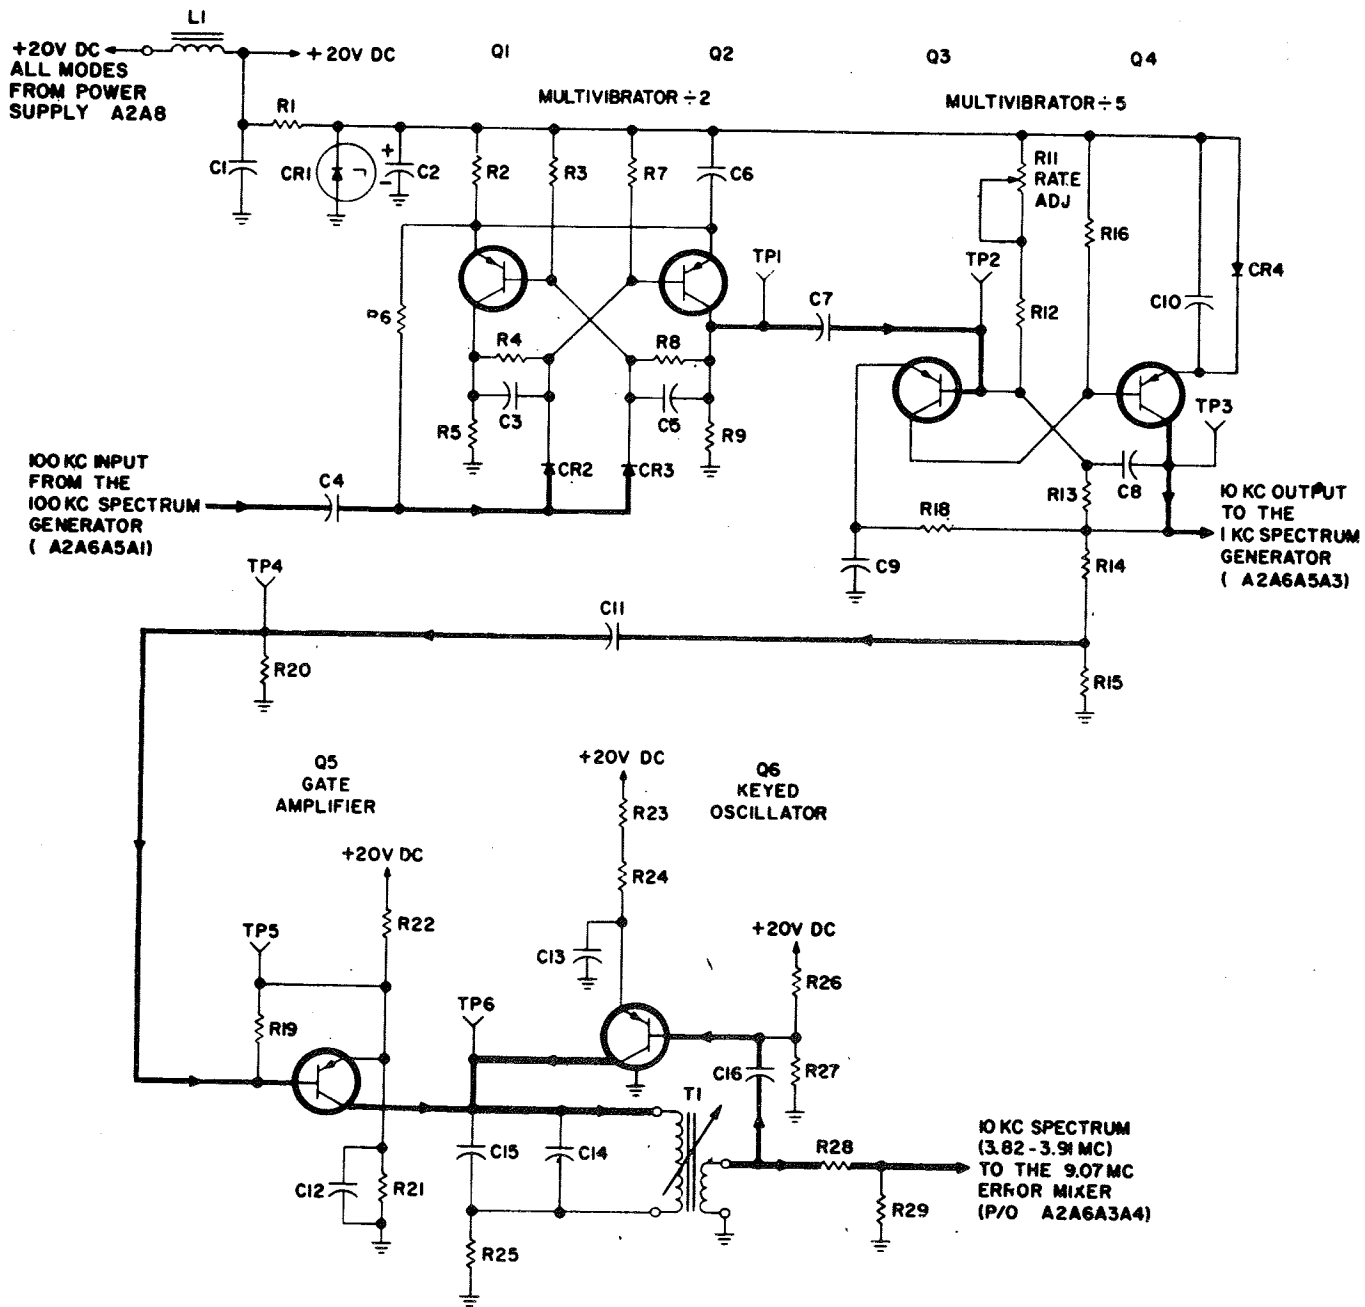 L1
+20V DC
ALL MODES
FROM POWER
SUPPLY A2A8
+20V DC
Q1
Q2
Q3
Q4
MULTIVIBRATOR ÷2
MULTIVIBRATOR ÷5
R1
C1
CR1
+
-
C2
R2
R3
R7
C6
R11
RATE
ADJ
R16
CR4
C10
R6
TP1
C7
TP2
R12
R4
R8
C3
C5
R5
R9
TP3
CR2
CR3
C4
100 KC INPUT
FROM THE
100 KC SPECTRUM
GENERATOR
( A2A6A5A1)
C8
R13
R18
C9
R14
10 KC OUTPUT
TO THE
1 KC SPECTRUM
GENERATOR
( A2A6A5A3)
TP4
C11
R20
R15
Q5
GATE
AMPLIFIER
+20V DC
Q6
KEYED
OSCILLATOR
R23
R24
+20V DC
R22
TP5
C13
+20V DC
R26
TP6
R19
C16
R27
T1
C15
C14
R28
C12
R21
R29
R25
10 KC SPECTRUM
(3.82-3.91 MC)
TO THE 9.07 MC
ERROR MIXER
(P/O A2A6A3A4)